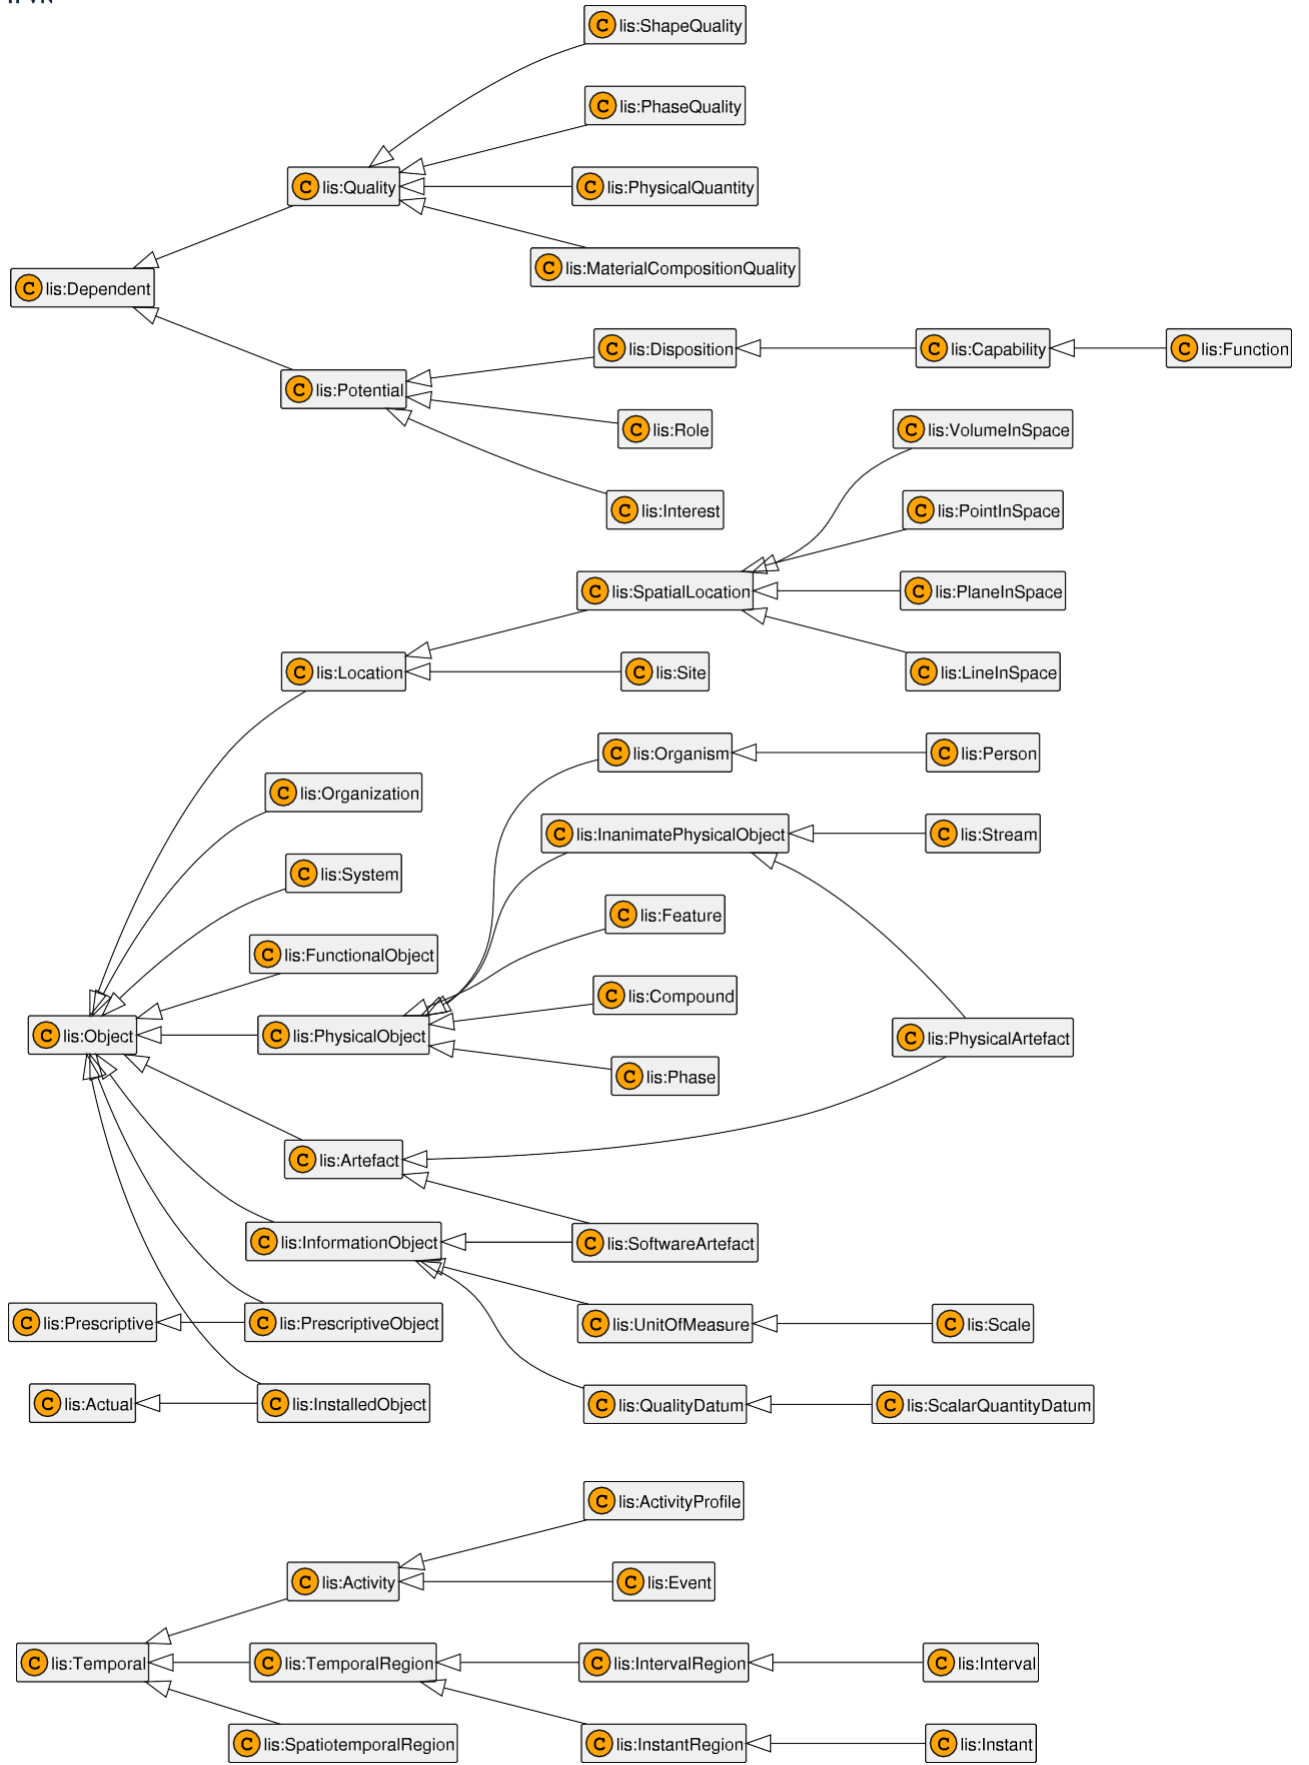 C lis:ShapeQuality
C lis:PhaseQuality
C lis:Quality
C lis:PhysicalQuantity
C lis:MaterialCompositionQuality
C lis:Dependent
C lis:Disposition
C lis:Capability
C lis:Function
C lis:Potential
C lis:Role
C lis:VolumeInSpace
C lis:Interest
C lis:PointInSpace
C lis:SpatialLocation
C lis:PlaneInSpace
C lis:Location
C lis:Site
C lis:LineInSpace
C lis:Organism
C lis:Person
C lis:Organization
C lis:InanimatePhysicalObject
C lis:Stream
C lis:System
C lis:Feature
C lis:FunctionalObject
C lis:Compound
C lis:Object
C lis:PhysicalObject
C lis:PhysicalArtefact
C lis:Phase
C lis:Artefact
C lis:InformationObject
C lis:SoftwareArtefact
C lis:Prescriptive
C lis:PrescriptiveObject
C lis:UnitOfMeasure
C lis:Scale
C lis:Actual
C lis:InstalledObject
C lis:QualityDatum
C lis:ScalarQuantityDatum
C lis:ActivityProfile
C lis:Activity
C lis:Event
C lis:Temporal
C lis:TemporalRegion
C lis:IntervalRegion
C lis:Interval
C lis:SpatiotemporalRegion
C lis:InstantRegion
C lis:Instant